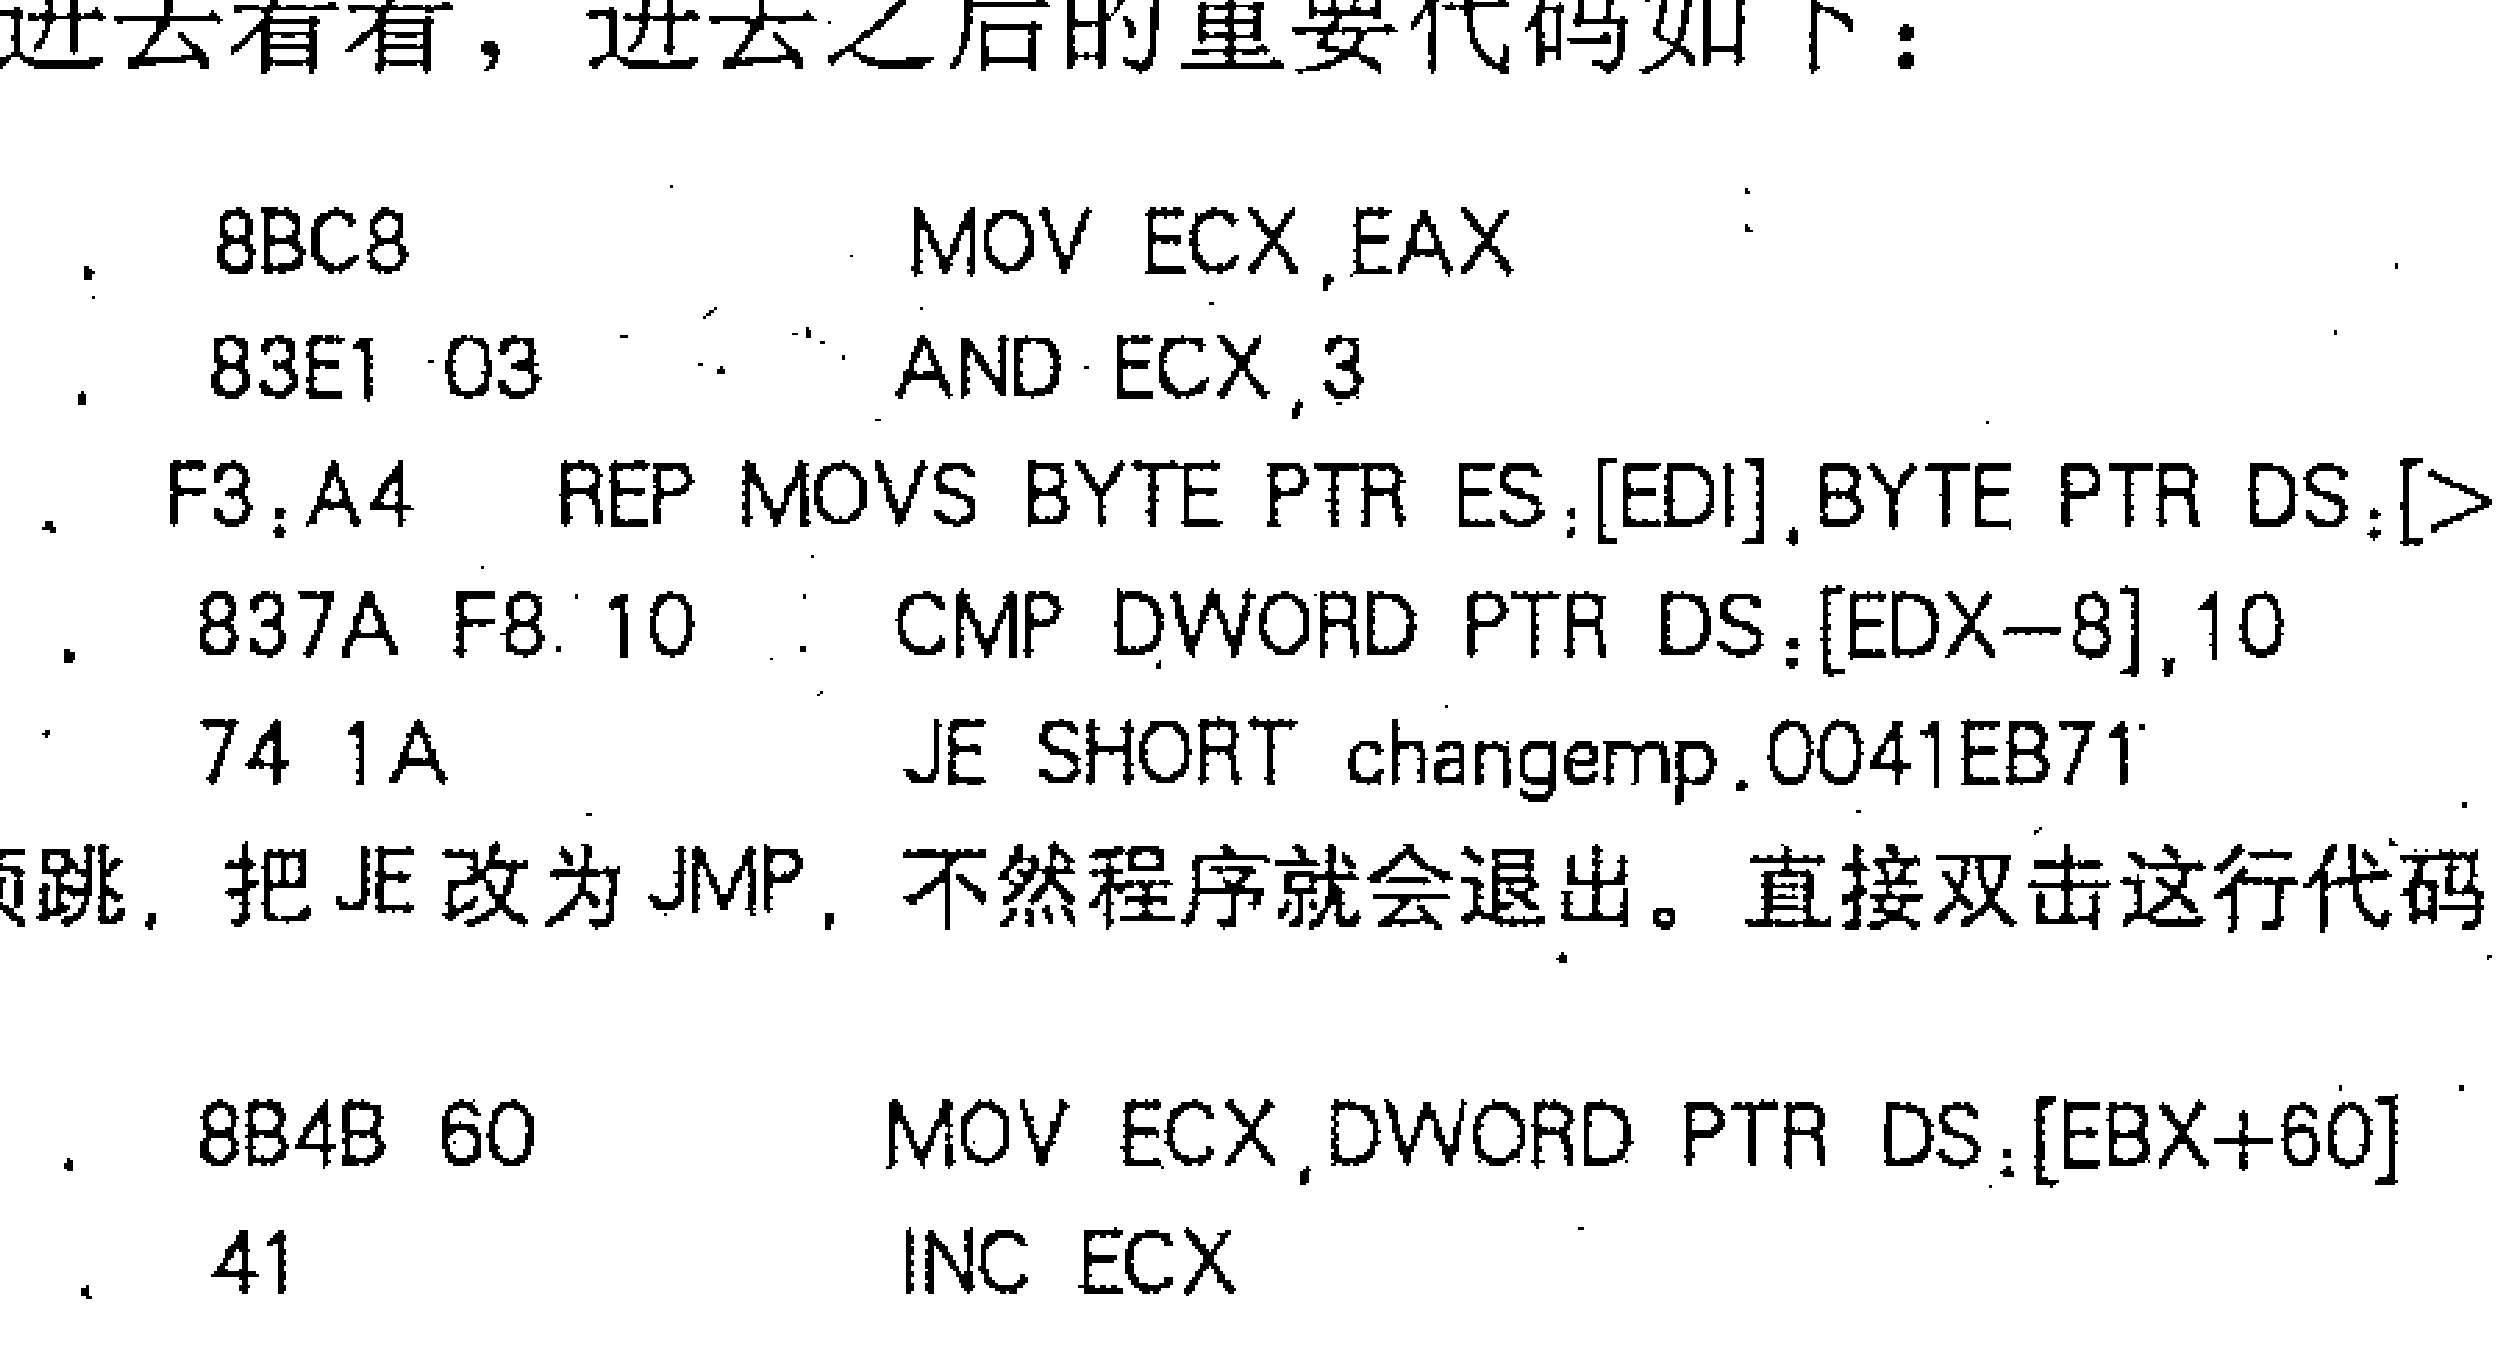 进去看看，进去之后的重要代码如下：
. 8BC8 MOV ECX,EAX
. 83E1 03 AND ECX,3
. F3:A4 REP MOVS BYTE PTR ES:[EDI],BYTE PTR DS:[>
. 837A F8 10 CMP DWORD PTR DS:[EDX-8],10
. 74 1A JE SHORT changemp.0041EB71
须跳，把JE改为JMP，不然程序就会退出。直接双击这行代码
. 8B4B 60 MOV ECX,DWORD PTR DS:[EBX+60]
. 41 INC ECX